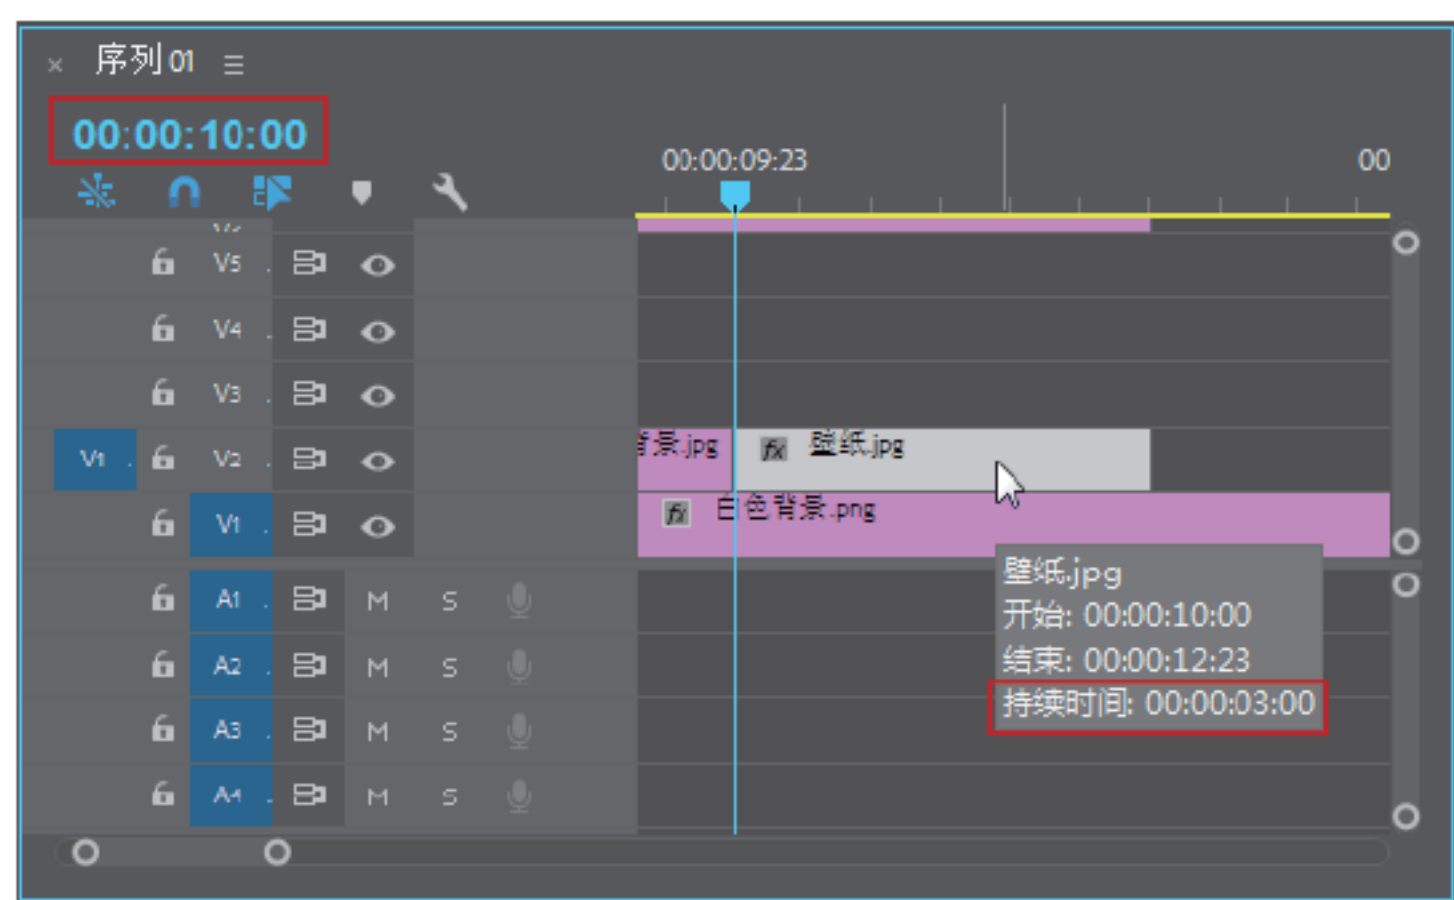 × 序列 01 ≡
00:00:10:00
00:00:09:23 00
V5
V4
V3
V1 V2 背景.jpg fx 壁纸.jpg
V1 fx 白色背景.png
壁纸.jpg
开始: 00:00:10:00
结束: 00:00:12:23
持续时间: 00:00:03:00
A1 M S
A2 M S
A3 M S
A4 M S